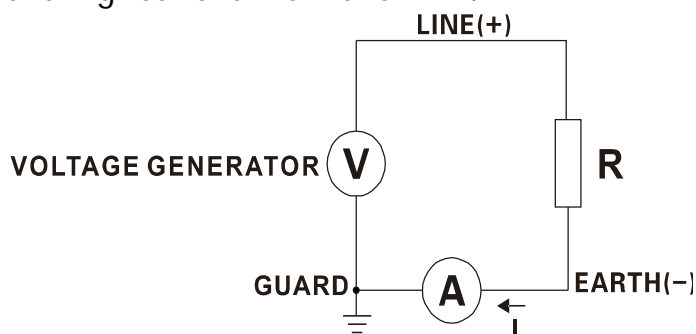 LINE(+)
VOLTAGE GENERATOR
V
R
GUARD
A
EARTH(-)
I